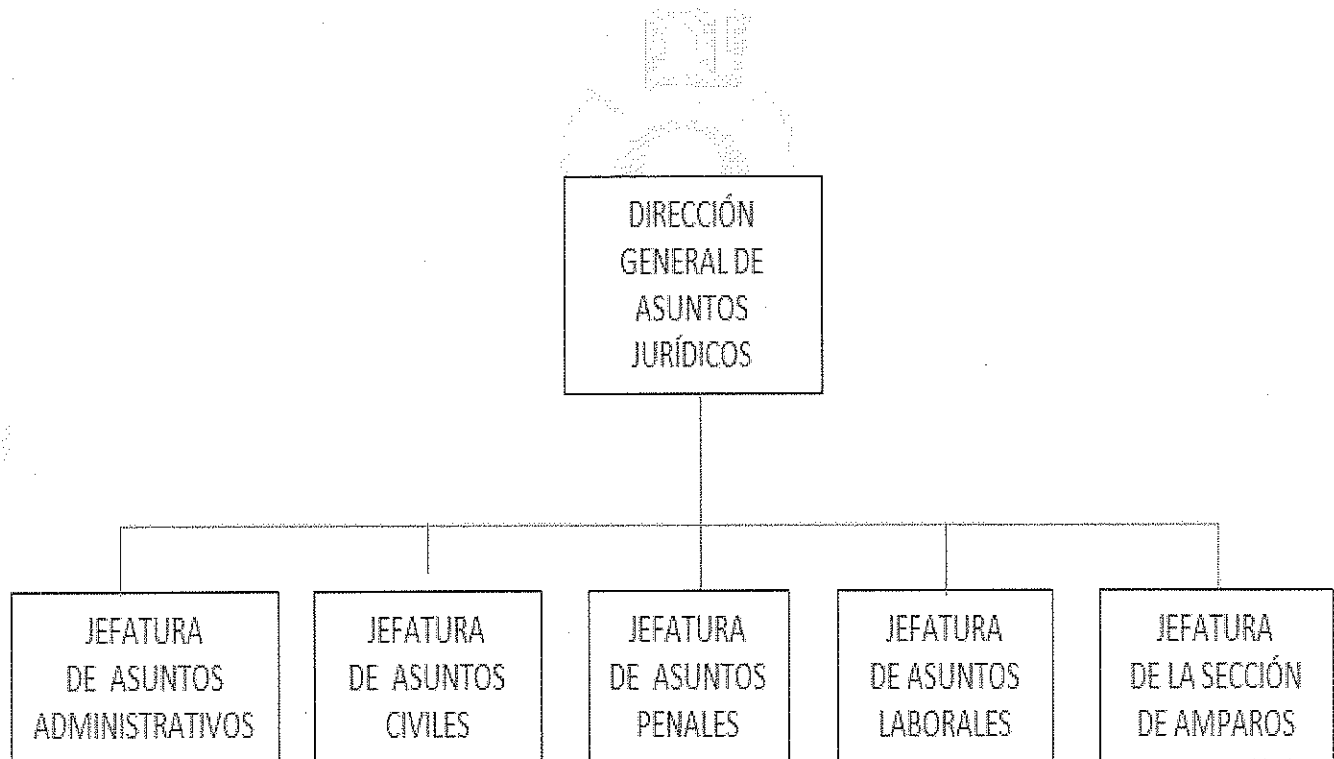 DIRECCIÓN
GENERAL DE
ASUNTOS
JURÍDICOS
JEFATURA
DE ASUNTOS
ADMINISTRATIVOS
JEFATURA
DE ASUNTOS
CIVILES
JEFATURA
DE ASUNTOS
PENALES
JEFATURA
DE ASUNTOS
LABORALES
JEFATURA
DE LA SECCIÓN
DE AMPAROS